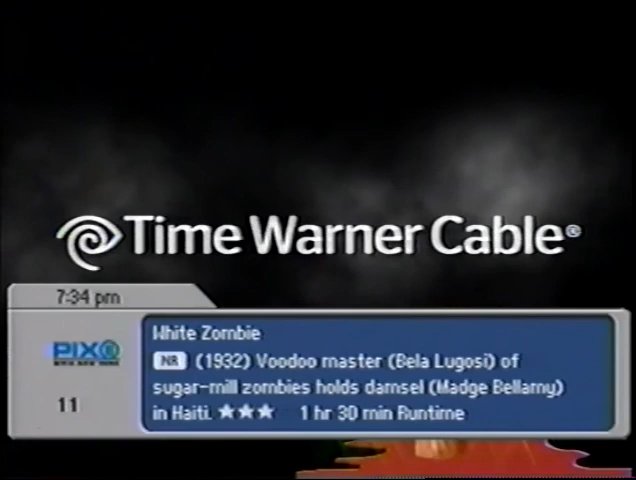 Time Warner Cable®
7:34 pm
White Zombie
NR (1932) Voodoo master (Bela Lugosi) of
sugar-mill zombies holds damsel (Madge Bellamy)
in Haiti. ★★★ 1 hr 30 min Runtime
PIX
11